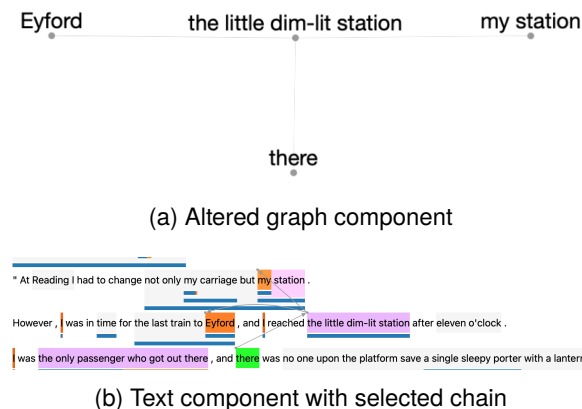 Eyford the little dim-lit station my station
there
(a) Altered graph component
" At Reading I had to change not only my carriage but my station .
However , I was in time for the last train to Eyford , and I reached the little dim-lit station after eleven o'clock .
I was the only passenger who got out there , and there was no one upon the platform save a single sleepy porter with a lantern
(b) Text component with selected chain